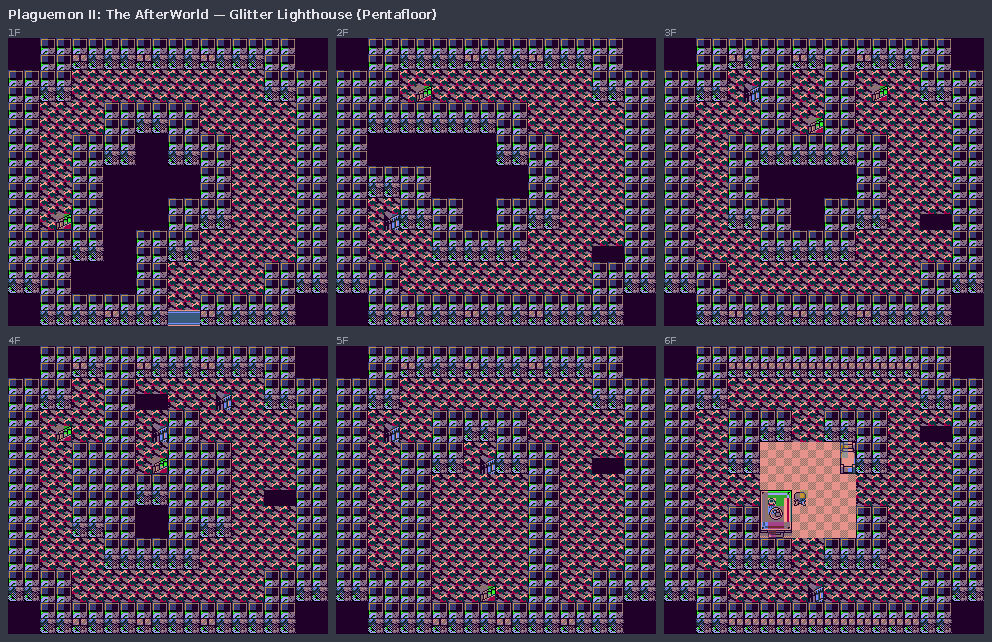 Plaguemon II: The AfterWorld — Glitter Lighthouse (Pentafloor)
1F
2F
3F
4F
5F
6F